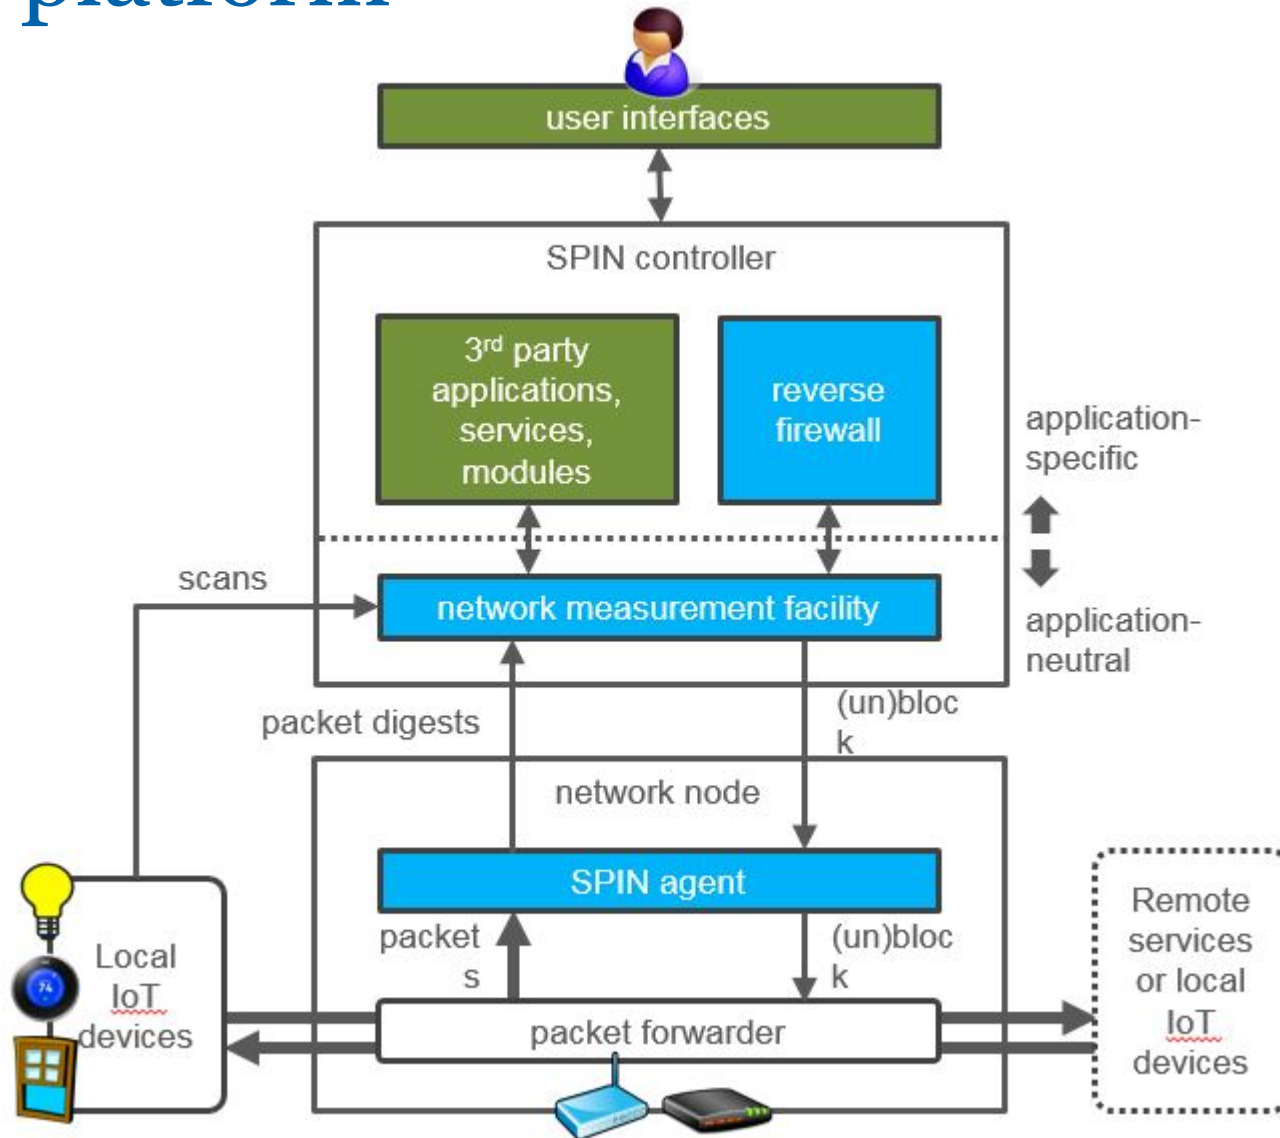 platform
user interfaces
SPIN controller
3rd party
applications,
services,
modules
reverse
firewall
application-
specific
scans
network measurement facility
application-
neutral
packet digests
(un)bloc
k
network node
SPIN agent
packet
s
(un)bloc
k
Local
IoT
devices
74
packet forwarder
Remote
services
or local
IoT
devices